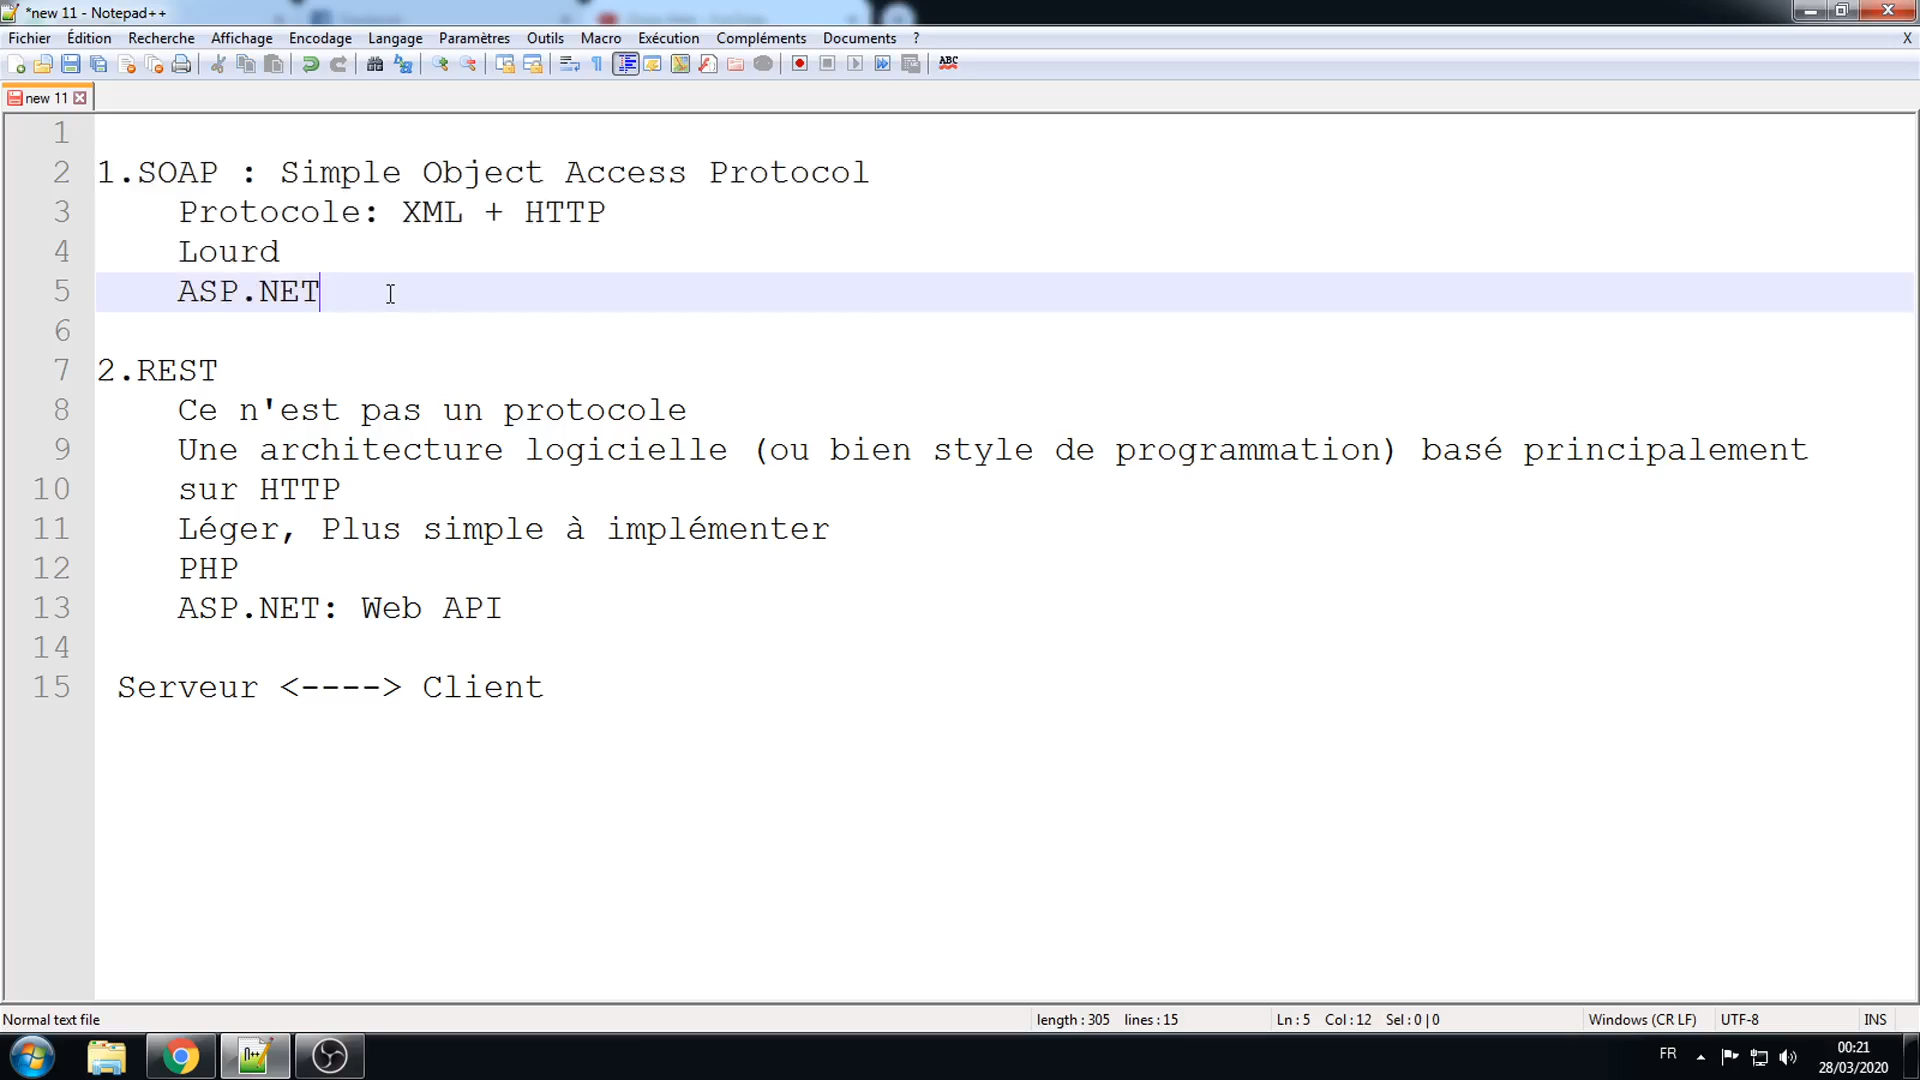 *new 11 - Notepad++
Fichier Édition Recherche Affichage Encodage Langage Paramètres Outils Macro Exécution Compléments Documents ? X
ABC
new 11
1
2 1.SOAP : Simple Object Access Protocol
3 Protocole: XML + HTTP
4 Lourd
5 ASP.NET
6
7 2.REST
8 Ce n'est pas un protocole
9 Une architecture logicielle (ou bien style de programmation) basé principalement
10 sur HTTP
11 Léger, Plus simple à implémenter
12 PHP
13 ASP.NET: Web API
14
15 Serveur <----> Client
Normal text file length : 305 lines : 15 Ln : 5 Col : 12 Sel : 0 | 0 Windows (CR LF) UTF-8 INS
FR 00:21
28/03/2020